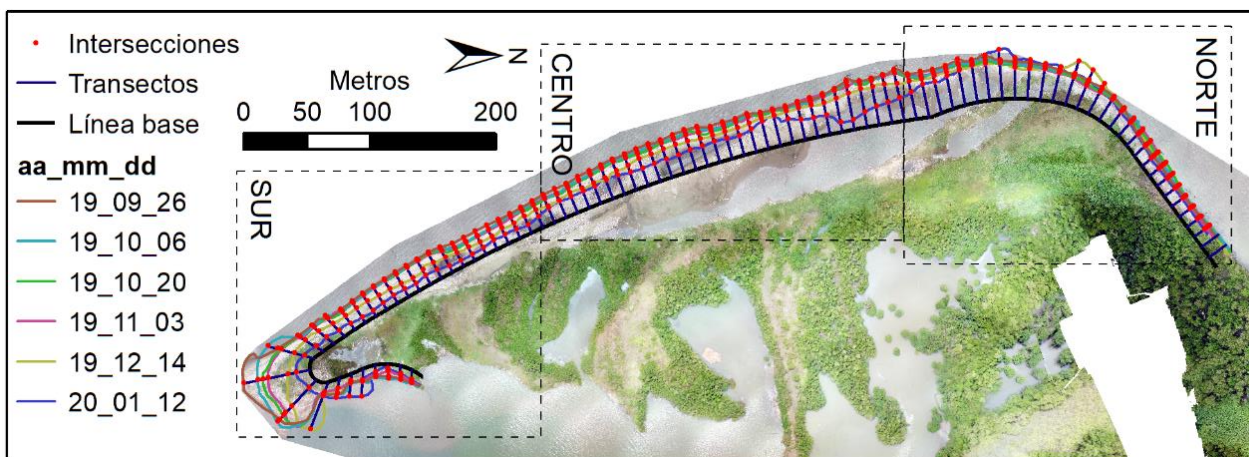 Intersecciones
Transectos
Línea base
aa_mm_dd
19_09_26
19_10_06
19_10_20
19_11_03
19_12_14
20_01_12
N
Metros
0 50 100 200
SUR
CENTRO
NORTE